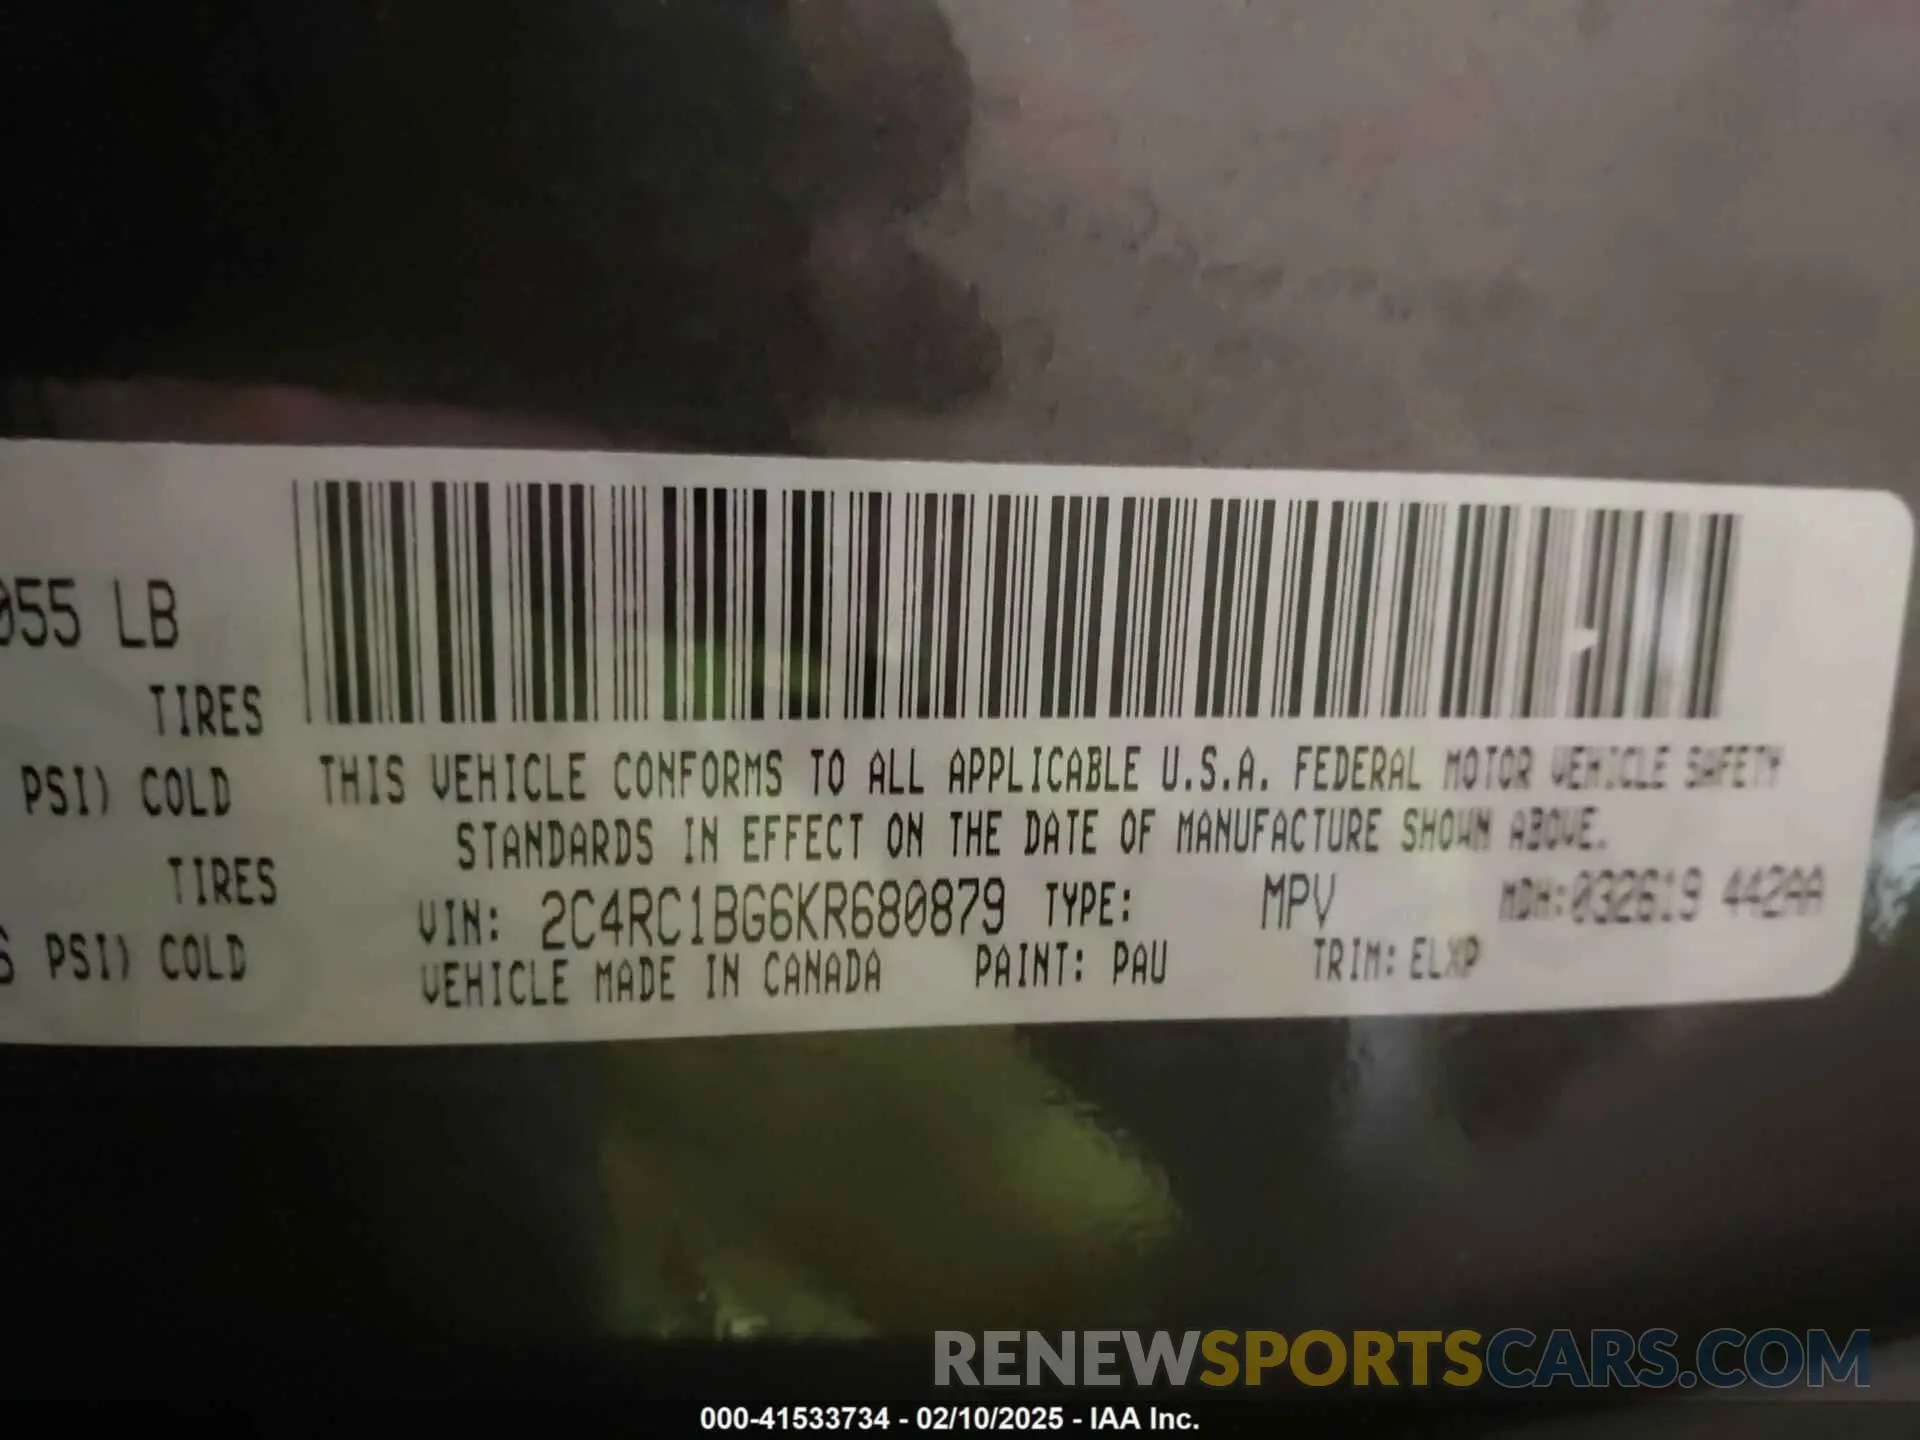 055 LB
TIRES
PSI) COLD
TIRES
6 PSI) COLD
THIS VEHICLE CONFORMS TO ALL APPLICABLE U.S.A. FEDERAL MOTOR VEHICLE SAFETY
STANDARDS IN EFFECT ON THE DATE OF MANUFACTURE SHOWN ABOVE.
VIN: 2C4RC1BG6KR680879 TYPE: MPV MDH:032619 442AA
VEHICLE MADE IN CANADA PAINT: PAU TRIM: ELXP
RENEWSPORTSCARS.COM
000-41533734 - 02/10/2025 - IAA Inc.